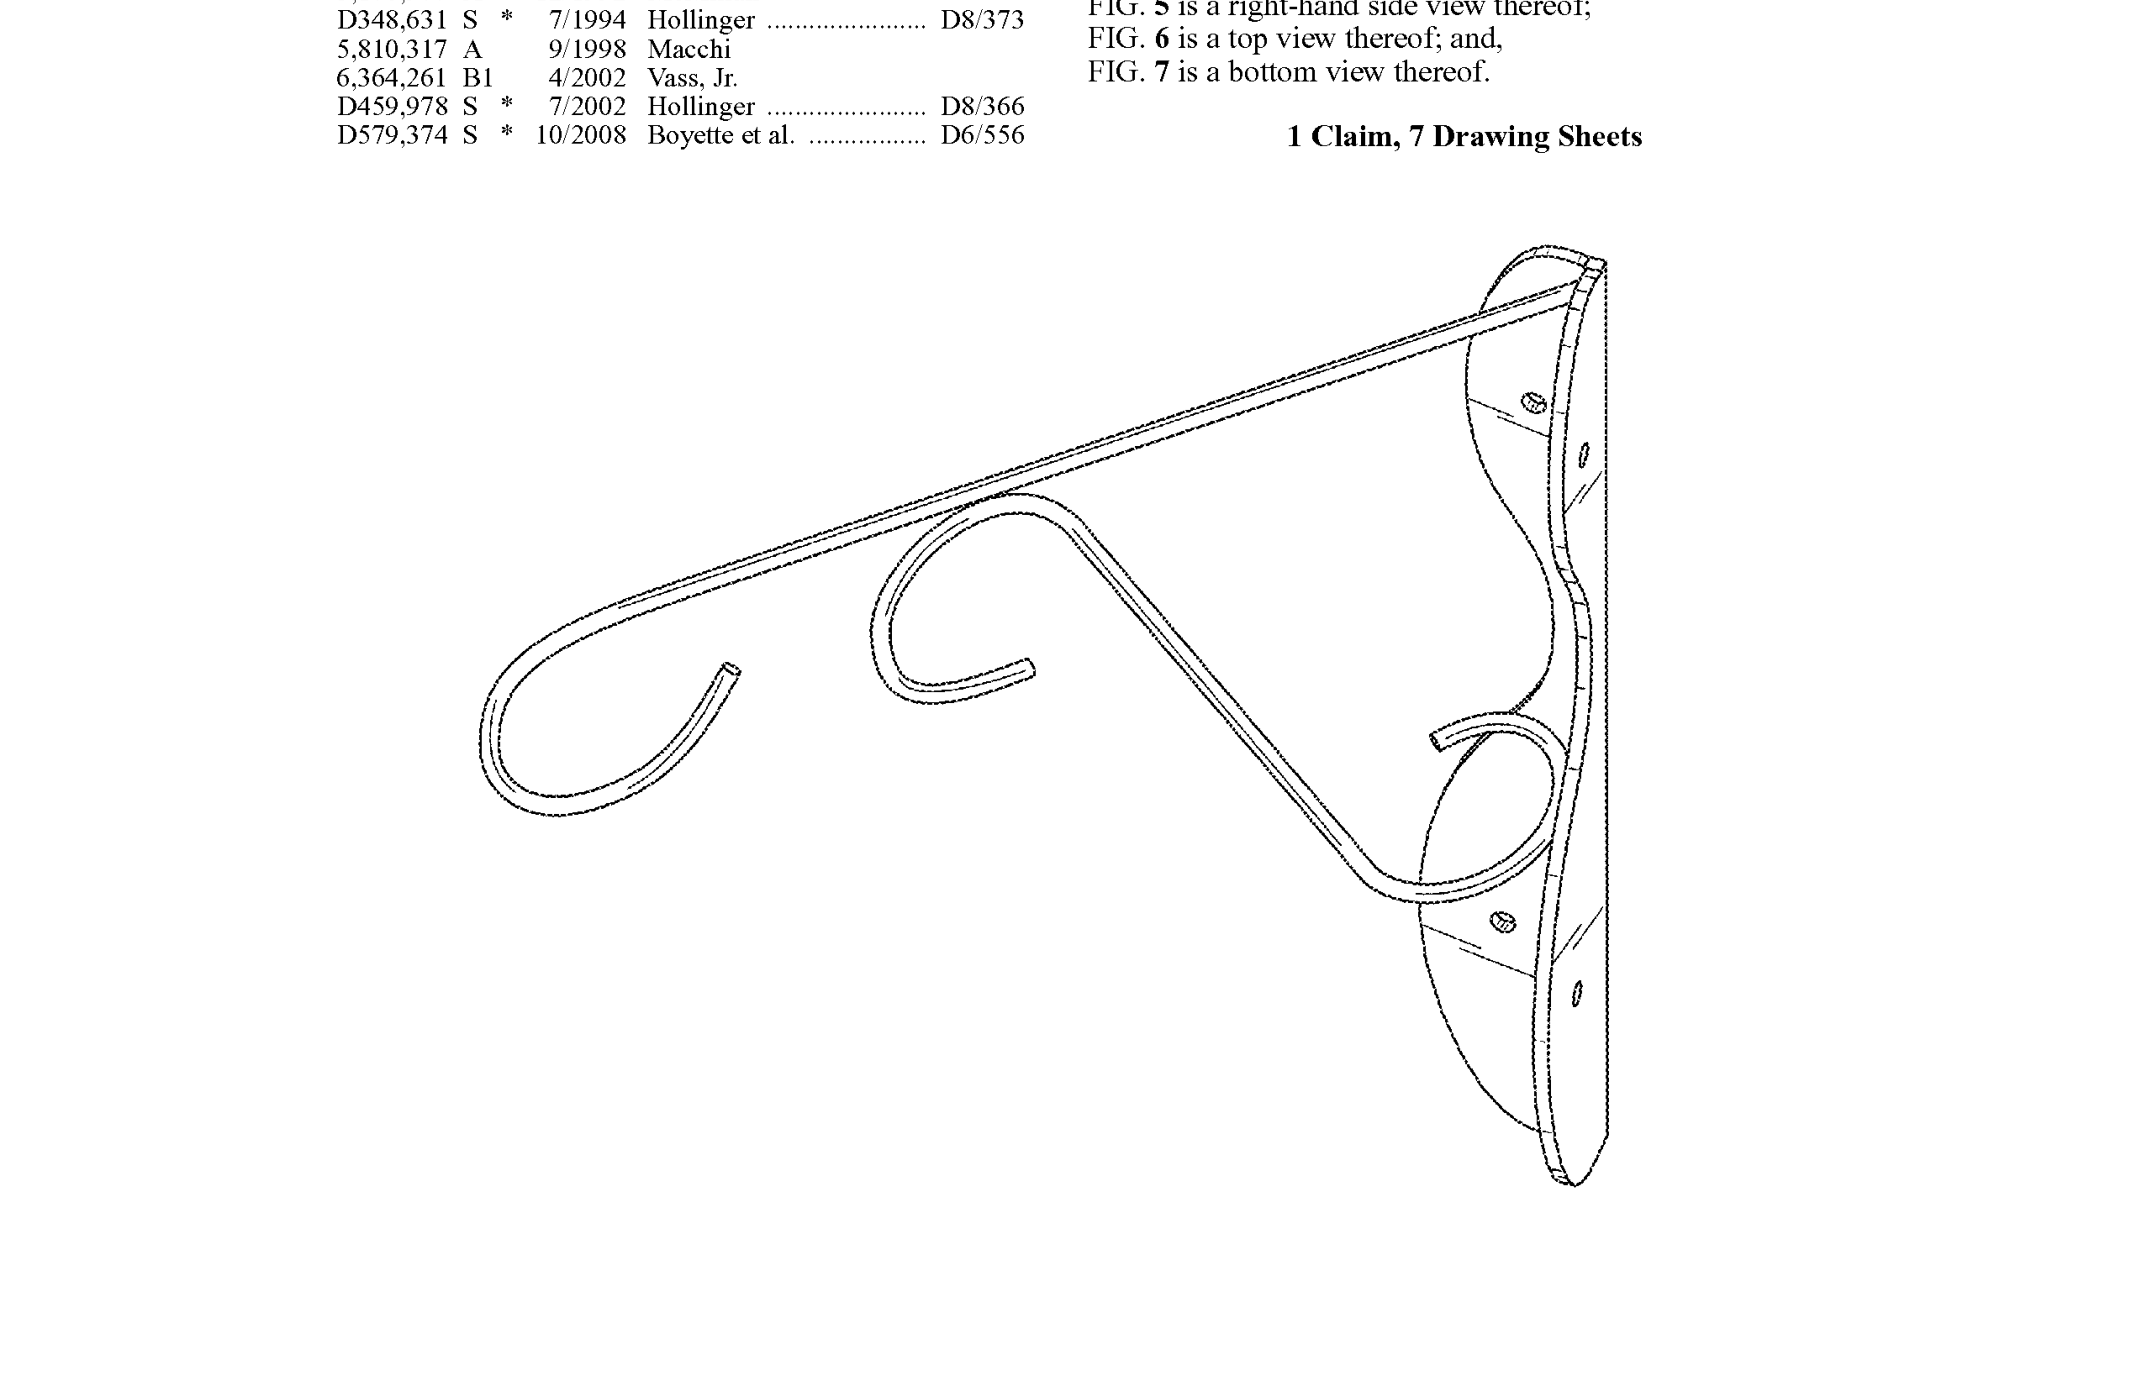 D348,631 S * 7/1994 Hollinger ...................... D8/373
5,810,317 A 9/1998 Macchi
6,364,261 B1 4/2002 Vass, Jr.
D459,978 S * 7/2002 Hollinger ...................... D8/366
D579,374 S * 10/2008 Boyette et al. ................. D6/556
FIG. 5 is a right-hand side view thereof;
FIG. 6 is a top view thereof; and,
FIG. 7 is a bottom view thereof.
1 Claim, 7 Drawing Sheets